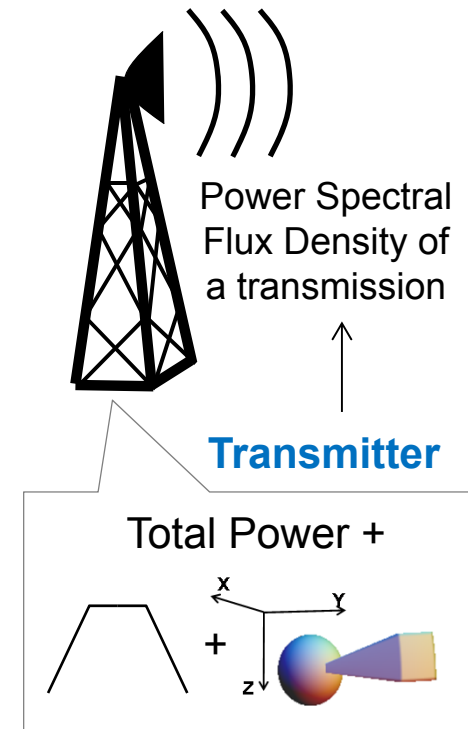 Power Spectral
Flux Density of
a transmission
Transmitter
Total Power +
X
Y
+
Z